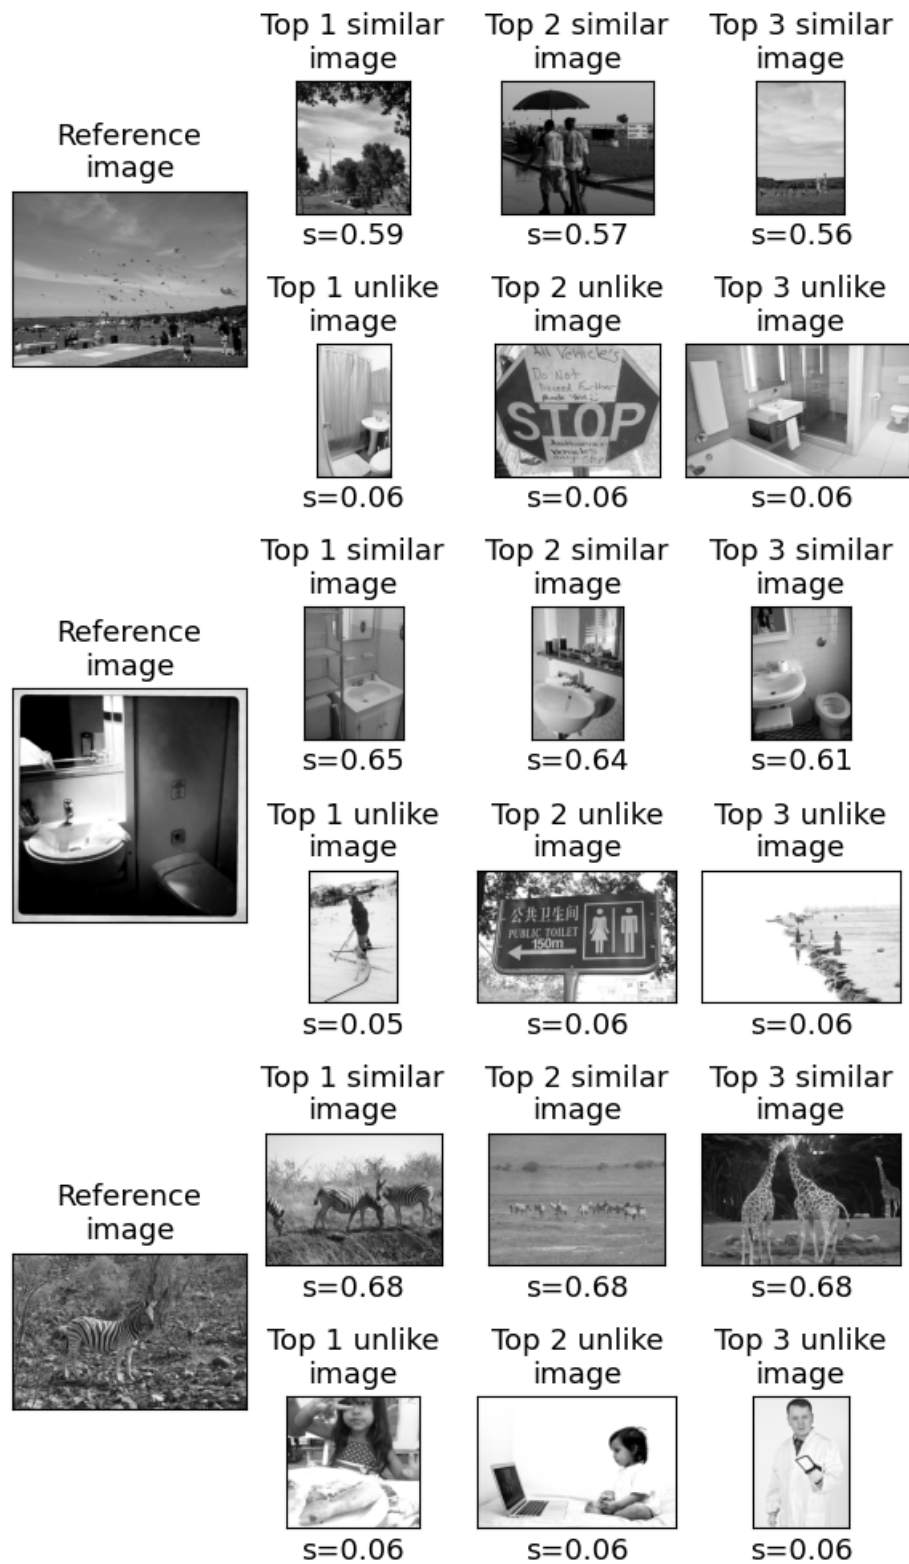 Top 1 similar
image
Top 2 similar
image
Top 3 similar
image
Reference
image
s=0.59
s=0.57
s=0.56
Top 1 unlike
image
Top 2 unlike
image
Top 3 unlike
image
All Vehicle's
Do Not
Proceed Further
STOP
s=0.06
s=0.06
s=0.06
Top 1 similar
image
Top 2 similar
image
Top 3 similar
image
Reference
image
s=0.65
s=0.64
s=0.61
Top 1 unlike
image
Top 2 unlike
image
Top 3 unlike
image
公共卫生间
PUBLIC TOILET
150m
s=0.05
s=0.06
s=0.06
Top 1 similar
image
Top 2 similar
image
Top 3 similar
image
Reference
image
s=0.68
s=0.68
s=0.68
Top 1 unlike
image
Top 2 unlike
image
Top 3 unlike
image
s=0.06
s=0.06
s=0.06